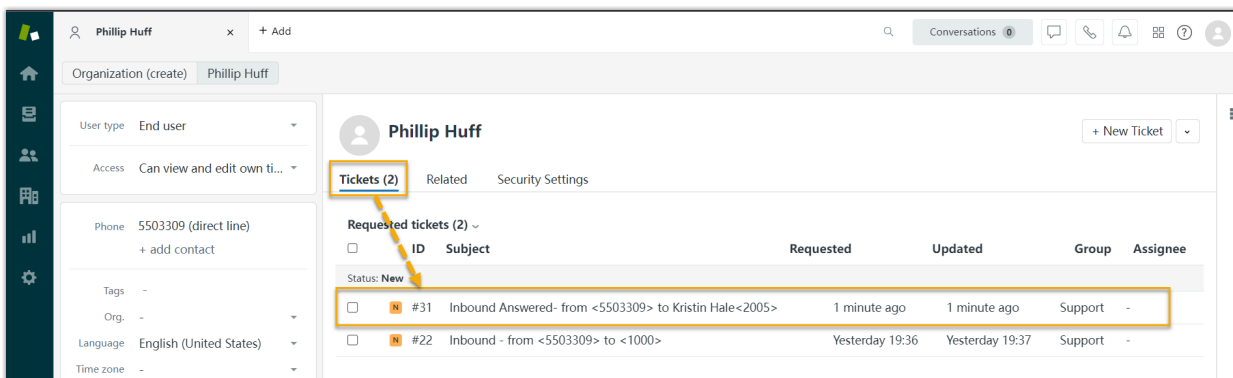 Phillip Huff × + Add Conversations 0
Organization (create) Phillip Huff
User type End user
Access Can view and edit own ti...
Phone 5503309 (direct line)
+ add contact
Tags -
Org. -
Language English (United States)
Time zone -
Phillip Huff + New Ticket
Tickets (2) Related Security Settings
Requested tickets (2)
ID Subject Requested Updated Group Assignee
Status: New
N #31 Inbound Answered- from <5503309> to Kristin Hale<2005> 1 minute ago 1 minute ago Support -
N #22 Inbound - from <5503309> to <1000> Yesterday 19:36 Yesterday 19:37 Support -